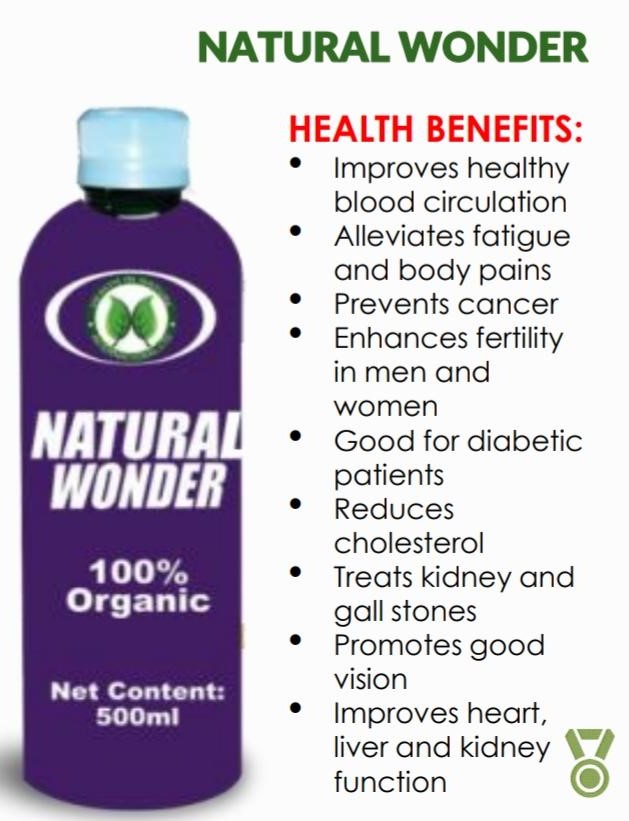 NATURAL WONDER
HEALTH BENEFITS:
• Improves healthy
blood circulation
• Alleviates fatigue
and body pains
• Prevents cancer
• Enhances fertility
in men and
women
• Good for diabetic
patients
• Reduces
cholesterol
• Treats kidney and
gall stones
• Promotes good
vision
• Improves heart,
liver and kidney
function
NATURAL
WONDER
100%
Organic
Net Content:
500ml